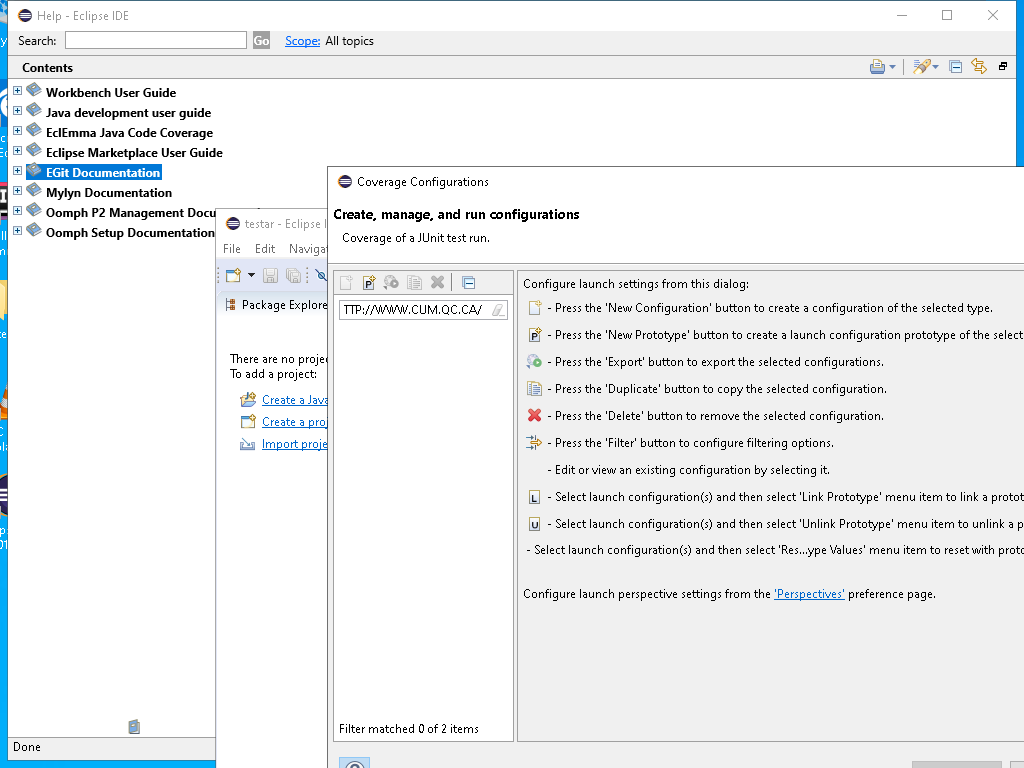 Help - Eclipse IDE
Search:
Go
Scope: All topics
Contents
Workbench User Guide
Java development user guide
EclEmma Java Code Coverage
Eclipse Marketplace User Guide
EGit Documentation
Mylyn Documentation
Oomph P2 Management Docu
Oomph Setup Documentation
Done
testar - Eclipse I
File Edit Naviga
Package Explore
There are no projec
To add a project:
Create a Java
Create a proj
Import proje
Coverage Configurations
Create, manage, and run configurations
Coverage of a JUnit test run.
TTP://WWW.CUM.QC.CA/
Filter matched 0 of 2 items
Configure launch settings from this dialog:
- Press the 'New Configuration' button to create a configuration of the selected type.
- Press the 'New Prototype' button to create a launch configuration prototype of the select
- Press the 'Export' button to export the selected configurations.
- Press the 'Duplicate' button to copy the selected configuration.
- Press the 'Delete' button to remove the selected configuration.
- Press the 'Filter' button to configure filtering options.
- Edit or view an existing configuration by selecting it.
- Select launch configuration(s) and then select 'Link Prototype' menu item to link a protot
- Select launch configuration(s) and then select 'Unlink Prototype' menu item to unlink a p
- Select launch configuration(s) and then select 'Res...ype Values' menu item to reset with proto
Configure launch perspective settings from the 'Perspectives' preference page.